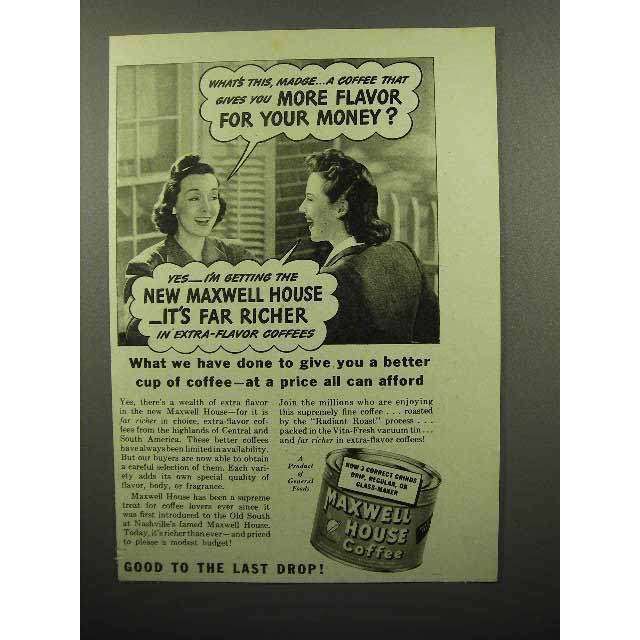 WHAT'S THIS, MADGE...A COFFEE THAT
GIVES YOU MORE FLAVOR
FOR YOUR MONEY?
YES—I'M GETTING THE
NEW MAXWELL HOUSE
—IT'S FAR RICHER
IN EXTRA-FLAVOR COFFEES
What we have done to give you a better
cup of coffee—at a price all can afford
Yes, there's a wealth of extra flavor
in the new Maxwell House—for it is
far richer in choice, extra-flavor cof-
fees from the highlands of Central and
South America. These better coffees
have always been limited in availability.
But our buyers are now able to obtain
a careful selection of them. Each vari-
ety adds its own special quality of
flavor, body, or fragrance.
Maxwell House has been a supreme
treat for coffee lovers ever since it
was first introduced to the Old South
at Nashville's famed Maxwell House.
Today, it's richer than ever—and priced
to please a modest budget!
Join the millions who are enjoying
this supremely fine coffee . . . roasted
by the "Radiant Roast" process . . .
packed in the Vita-Fresh vacuum tin . . .
and far richer in extra-flavor coffees!
A
Product
of
General
Foods
NOW 3 CORRECT GRINDS
DRIP, REGULAR, OR
GLASS-MAKER
MAXWELL
HOUSE
Coffee
GOOD TO THE LAST DROP!